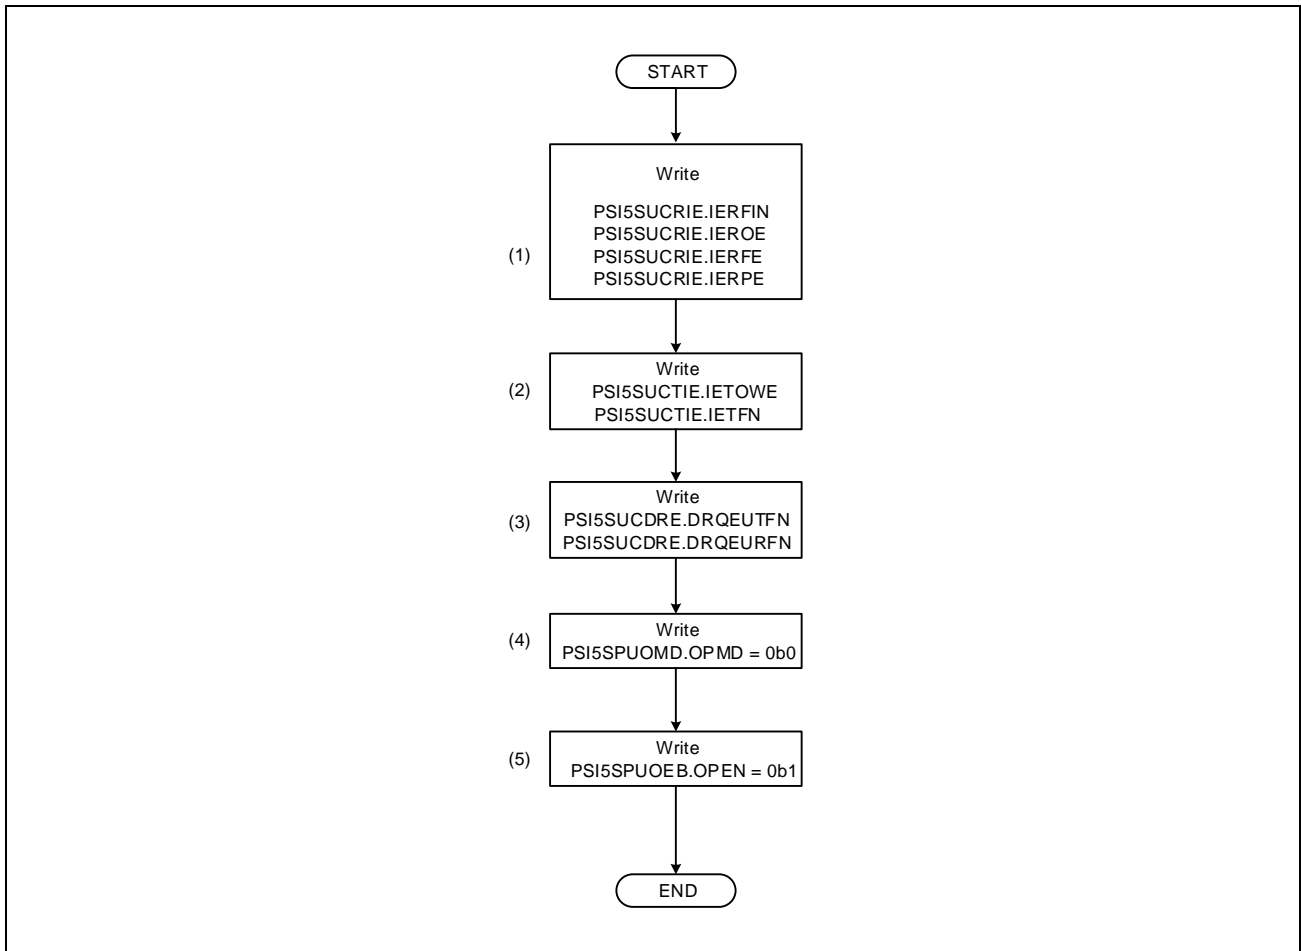 START
Write
PSI5SUCRIE.IERFIN
PSI5SUCRIE.IEROE
(1)
PSI5SUCRIE.IERFE
PSI5SUCRIE.IERPE
Write
(2)
PSI5SUCTIE.IETOWE
PSI5SUCTIE.IETFN
Write
(3)
PSI5SUCDRE.DRQEUTFN
PSI5SUCDRE.DRQEURFN
Write
(4)
PSI5SPUOMD.OPMD = 0b0
Write
(5)
PSI5SPUOEB.OPEN = 0b1
END